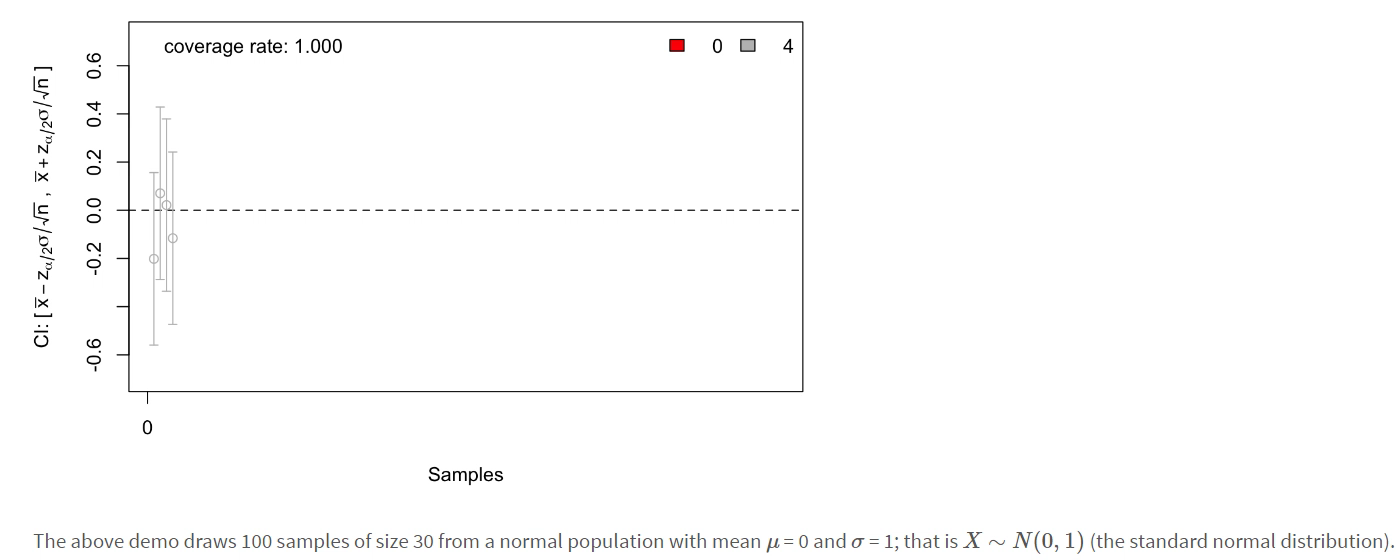 coverage rate: 1.000
0 4
0.6
0.4
0.2
0.0
-0.2
-0.6
CI: [ x̄ − z_{α/2}σ/√n , x̄ + z_{α/2}σ/√n ]
0
Samples
The above demo draws 100 samples of size 30 from a normal population with mean μ = 0 and σ = 1; that is X ∼ N(0, 1) (the standard normal distribution).